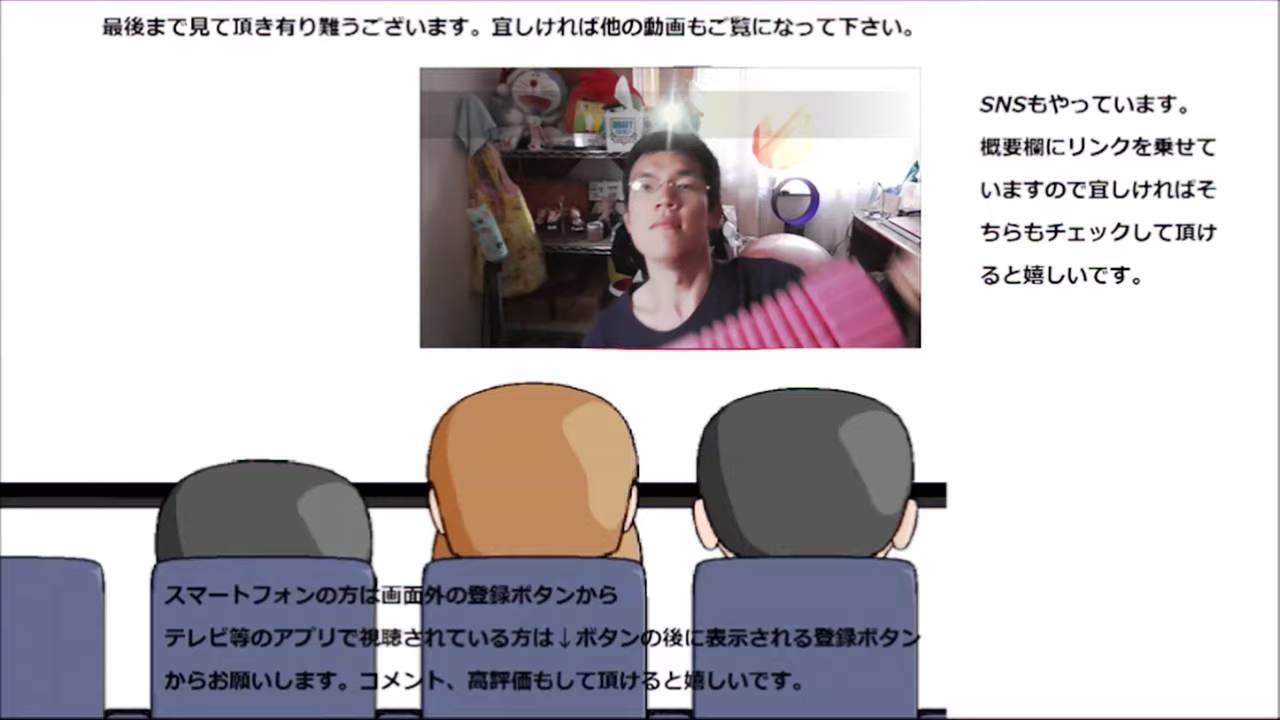 最後まで見て頂き有り難うございます。宜しければ他の動画もご覧になって下さい。
SNSもやっています。
概要欄にリンクを乗せて
いますので宜しければそ
ちらもチェックして頂け
ると嬉しいです。
スマートフォンの方は画面外の登録ボタンから
テレビ等のアプリで視聴されている方は↓ボタンの後に表示される登録ボタン
からお願いします。コメント、高評価もして頂けると嬉しいです。